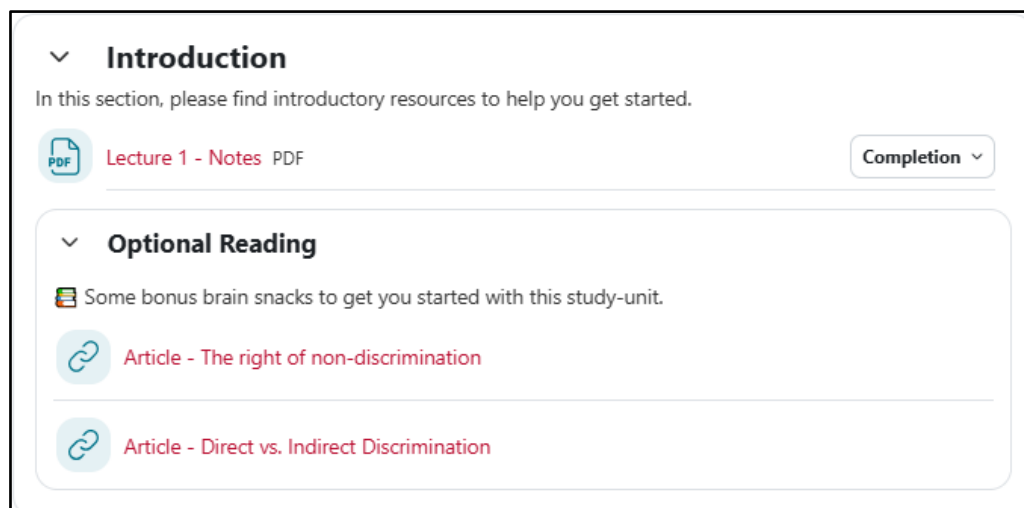 Introduction
In this section, please find introductory resources to help you get started.
PDF Lecture 1 - Notes PDF Completion
Optional Reading
📚 Some bonus brain snacks to get you started with this study-unit.
Article - The right of non-discrimination
Article - Direct vs. Indirect Discrimination